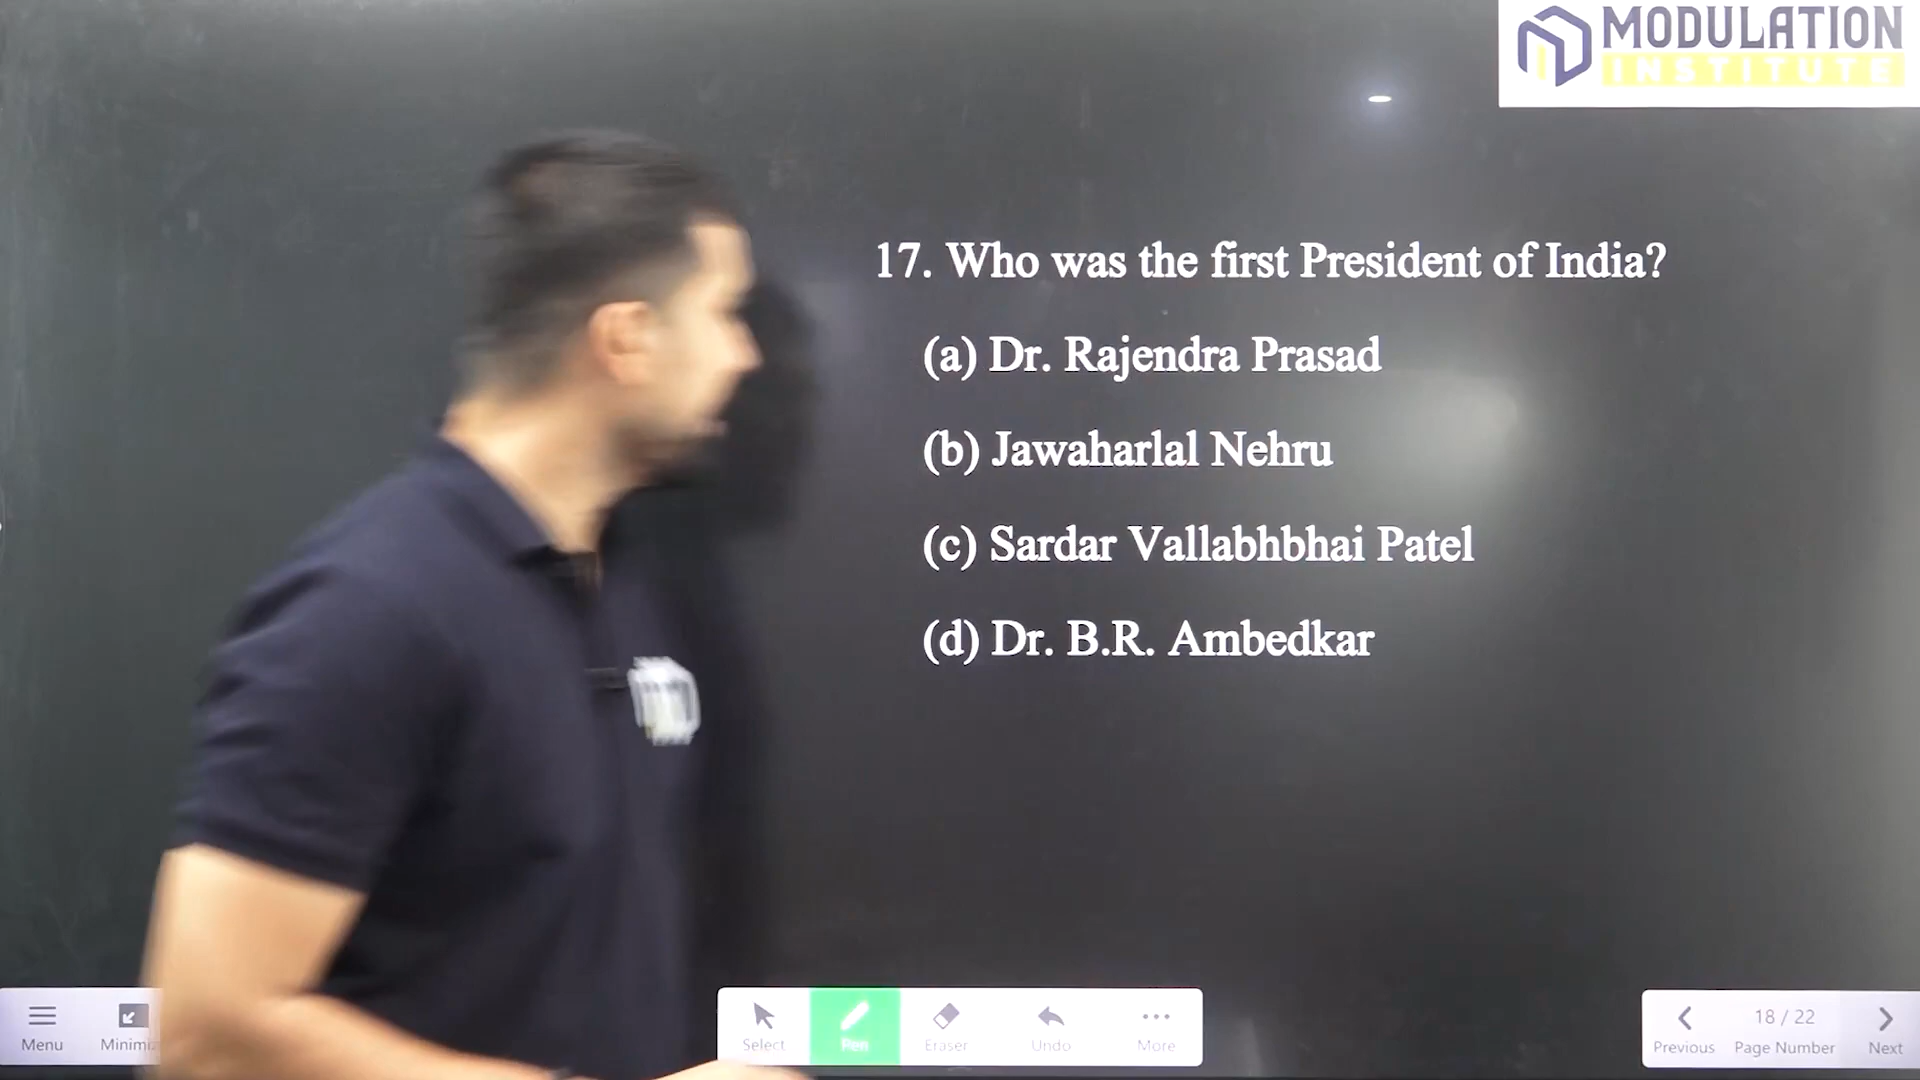 MODULATION
INSTITUTE
17. Who was the first President of India?
(a) Dr. Rajendra Prasad
(b) Jawaharlal Nehru
(c) Sardar Vallabhbhai Patel
(d) Dr. B.R. Ambedkar
Menu
Select
Pen
Eraser
Undo
More
18 / 22
Previous
Page Number
Next